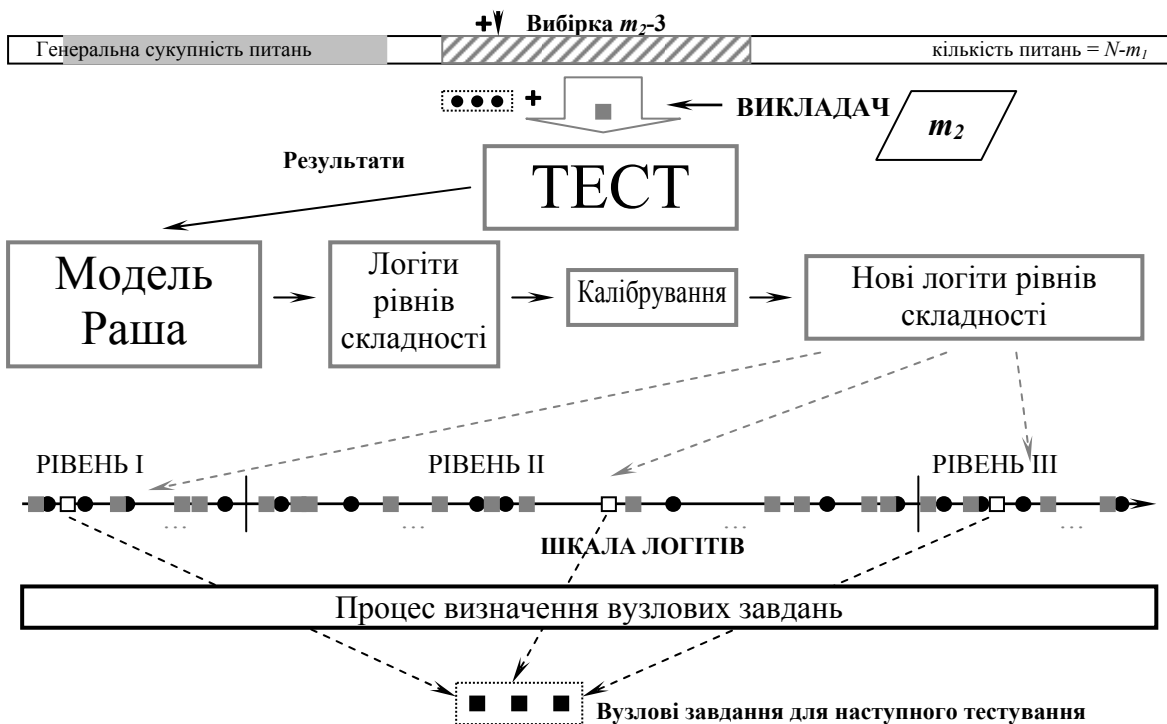 + Вибірка m₂-3
Генеральна сукупність питань
кількість питань = N-m₁
+
ВИКЛАДАЧ
m₂
Результати
ТЕСТ
Модель
Раша
Логіти
рівнів
складності
Калібрування
Нові логіти рівнів
складності
РІВЕНЬ I
РІВЕНЬ II
РІВЕНЬ III
...
...
...
...
ШКАЛА ЛОГІТІВ
Процес визначення вузлових завдань
Вузлові завдання для наступного тестування